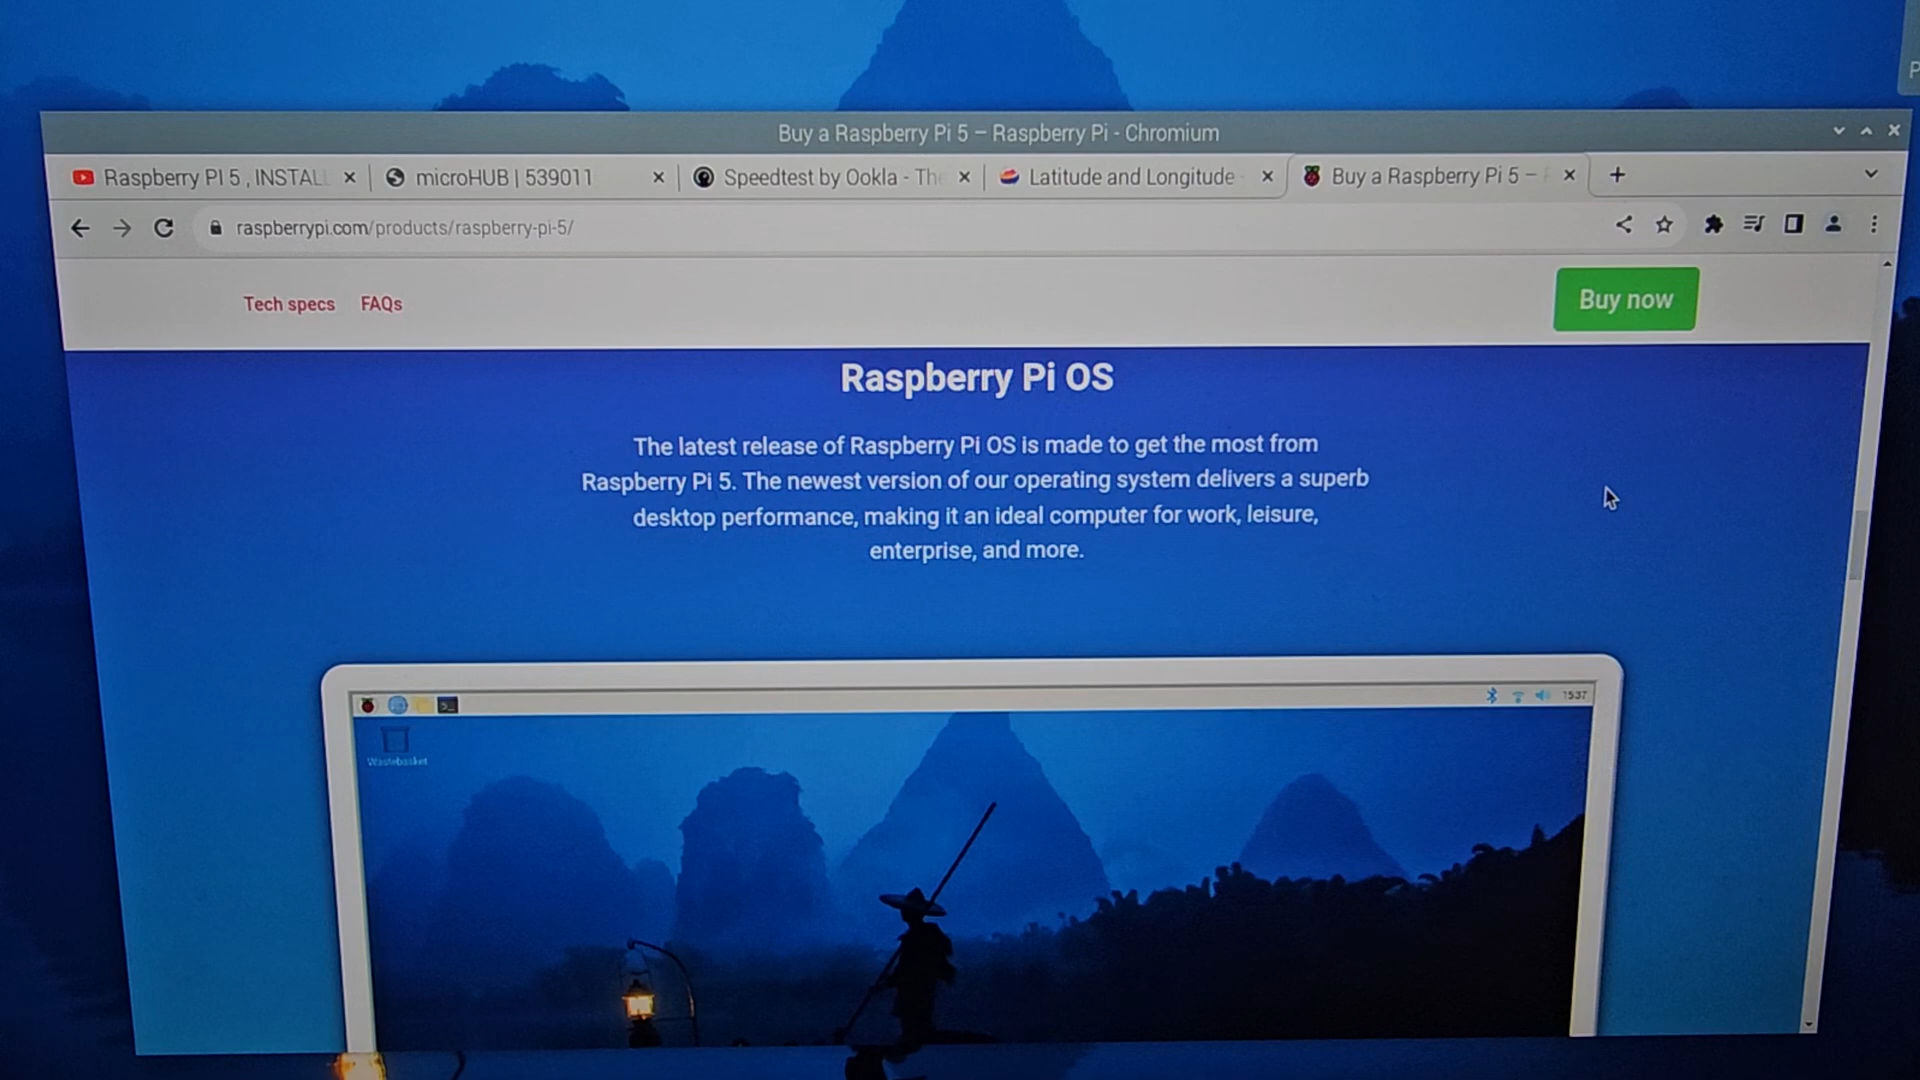 P
Buy a Raspberry Pi 5 – Raspberry Pi - Chromium
Raspberry PI 5 , INSTALL
microHUB | 539011
Speedtest by Ookla - The
Latitude and Longitude -
Buy a Raspberry Pi 5 –
raspberrypi.com/products/raspberry-pi-5/
Tech specs FAQs
Buy now
Raspberry Pi OS
The latest release of Raspberry Pi OS is made to get the most from
Raspberry Pi 5. The newest version of our operating system delivers a superb
desktop performance, making it an ideal computer for work, leisure,
enterprise, and more.
15:37
Wastebasket